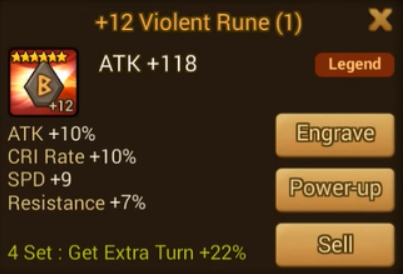 +12 Violent Rune (1)
ATK +118
Legend
+12
ATK +10%
CRI Rate +10%
SPD +9
Resistance +7%
Engrave
Power-up
Sell
4 Set : Get Extra Turn +22%